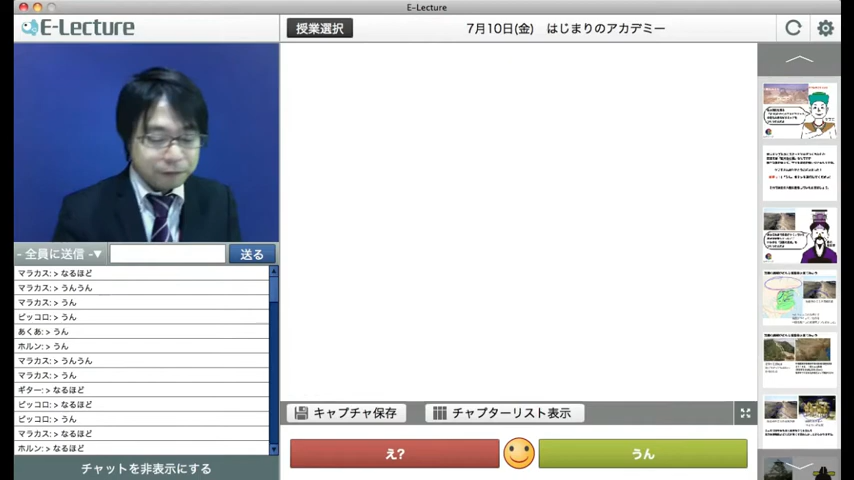 E-Lecture
E-Lecture
授業選択
7月10日(金)　はじまりのアカデミー
- 全員に送信 -▼
送る
マラカス: > なるほど
マラカス: > うんうん
マラカス: > うん
ピッコロ: > うん
あくあ: > うん
ホルン: > うん
マラカス: > うんうん
マラカス: > うん
ギター: > なるほど
ピッコロ: > なるほど
ピッコロ: > うん
マラカス: > なるほど
ホルン: > なるほど
チャットを非表示にする
キャプチャ保存
チャプターリスト表示
え?
うん